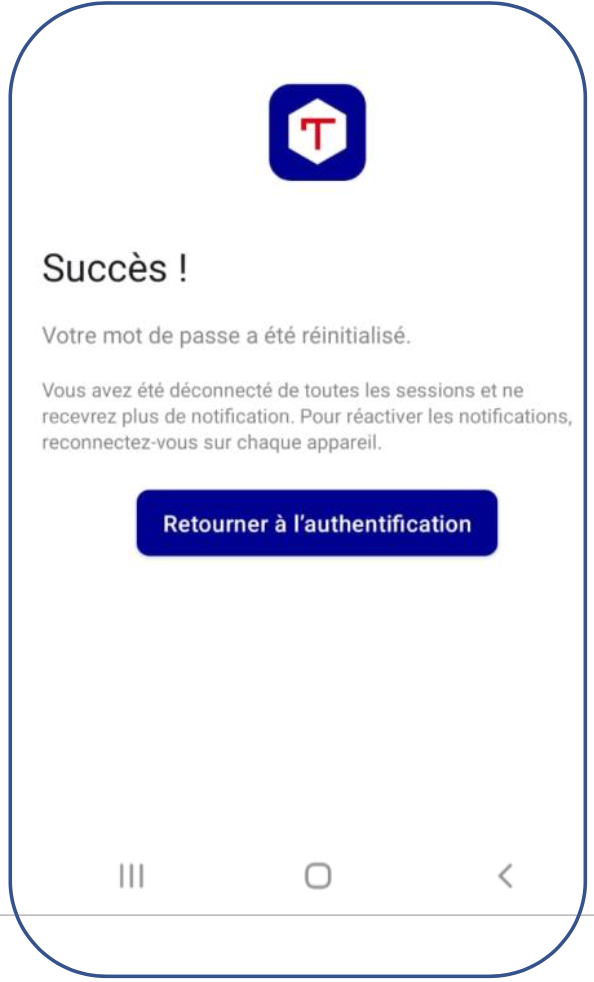 T
Succès !
Votre mot de passe a été réinitialisé.
Vous avez été déconnecté de toutes les sessions et ne
recevrez plus de notification. Pour réactiver les notifications,
reconnectez-vous sur chaque appareil.
Retourner à l’authentification